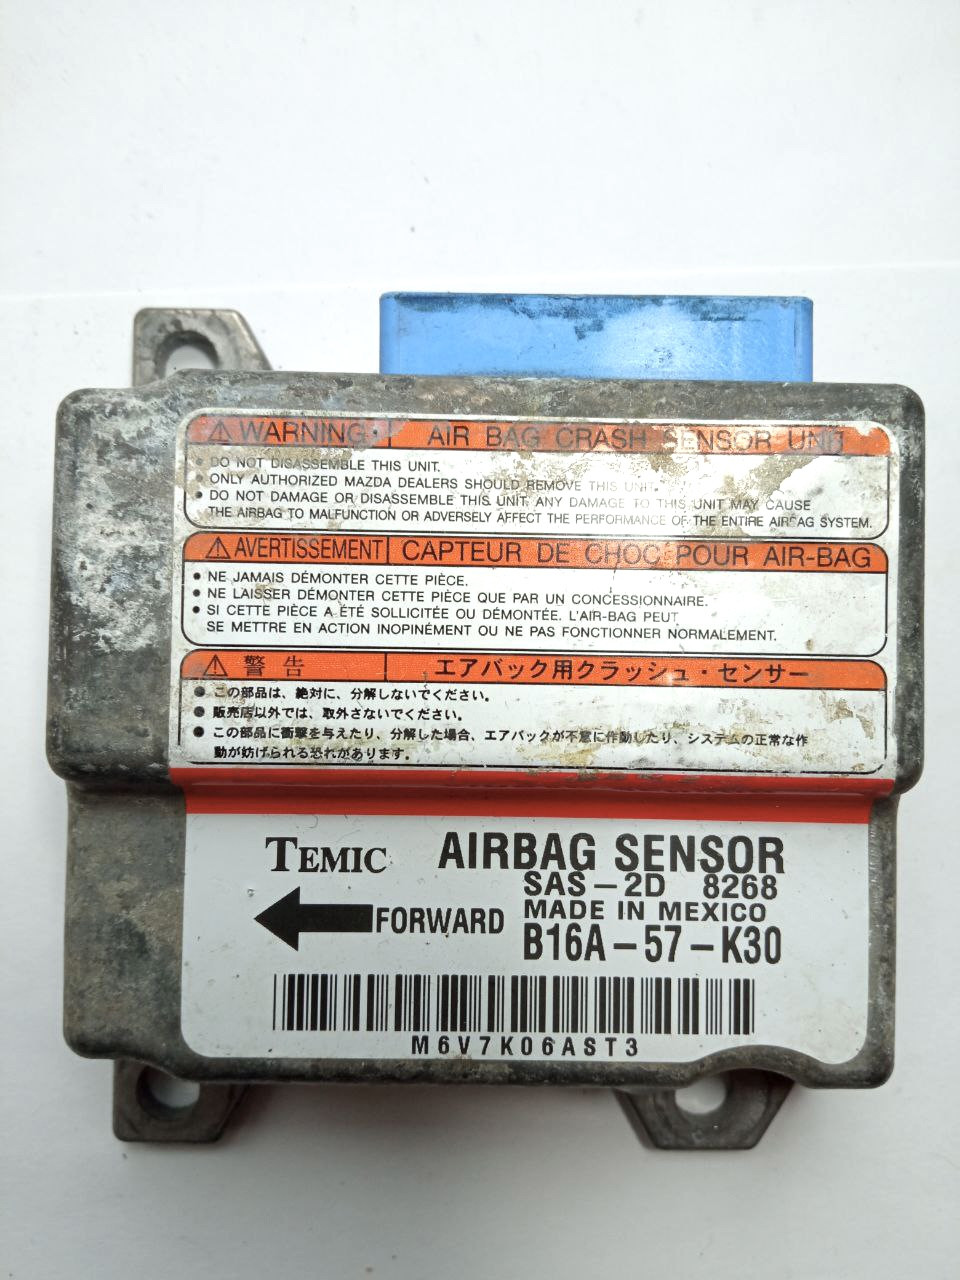 ⚠ WARNING AIR BAG CRASH SENSOR UNIT
• DO NOT DISASSEMBLE THIS UNIT.
• ONLY AUTHORIZED MAZDA DEALERS SHOULD REMOVE THIS UNIT.
• DO NOT DAMAGE OR DISASSEMBLE THIS UNIT. ANY DAMAGE TO THIS UNIT MAY CAUSE
THE AIRBAG TO MALFUNCTION OR ADVERSELY AFFECT THE PERFORMANCE OF THE ENTIRE AIRBAG SYSTEM.
⚠ AVERTISSEMENT CAPTEUR DE CHOC POUR AIR-BAG
• NE JAMAIS DÉMONTER CETTE PIÈCE.
• NE LAISSER DÉMONTER CETTE PIÈCE QUE PAR UN CONCESSIONNAIRE.
• SI CETTE PIÈCE A ÉTÉ SOLLICITÉE OU DÉMONTÉE. L'AIR-BAG PEUT
SE METTRE EN ACTION INOPINÉMENT OU NE PAS FONCTIONNER NORMALEMENT.
⚠ 警告 エアバック用クラッシュ・センサー
● この部品は、絶対に、分解しないでください。
● 販売店以外では、取外さないでください。
● この部品に衝撃を与えたり、分解した場合、エアバックが不意に作動したり、システムの正常な作
動が妨げられる恐れがあります。
TEMIC AIRBAG SENSOR
SAS-2D 8268
FORWARD MADE IN MEXICO
B16A-57-K30
M6V7K06AST3